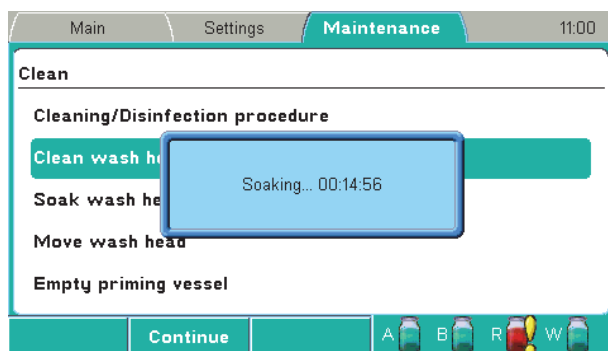 Main Settings Maintenance 11:00
Clean
Cleaning/Disinfection procedure
Clean wash he
Soaking... 00:14:56
Soak wash he
Move wash head
Empty priming vessel
Continue A B R W